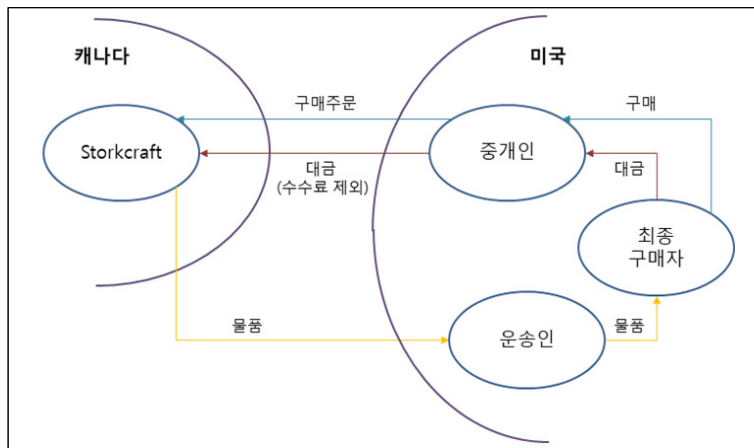 캐나다
미국
구매주문
구매
Storkcraft
중개인
대금
(수수료 제외)
대금
최종
구매자
물품
운송인
물품